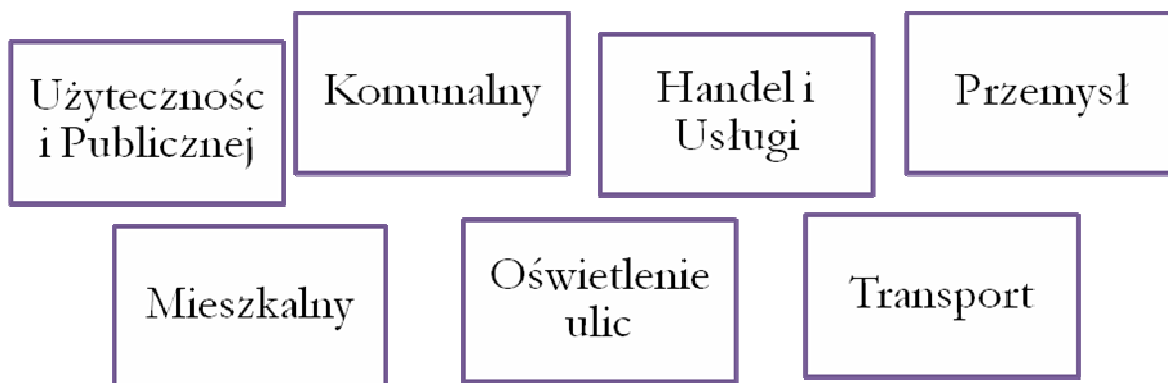 Użytecznośc
i Publicznej
Komunalny
Handel i
Usługi
Przemysł
Mieszkalny
Oświetlenie
ulic
Transport